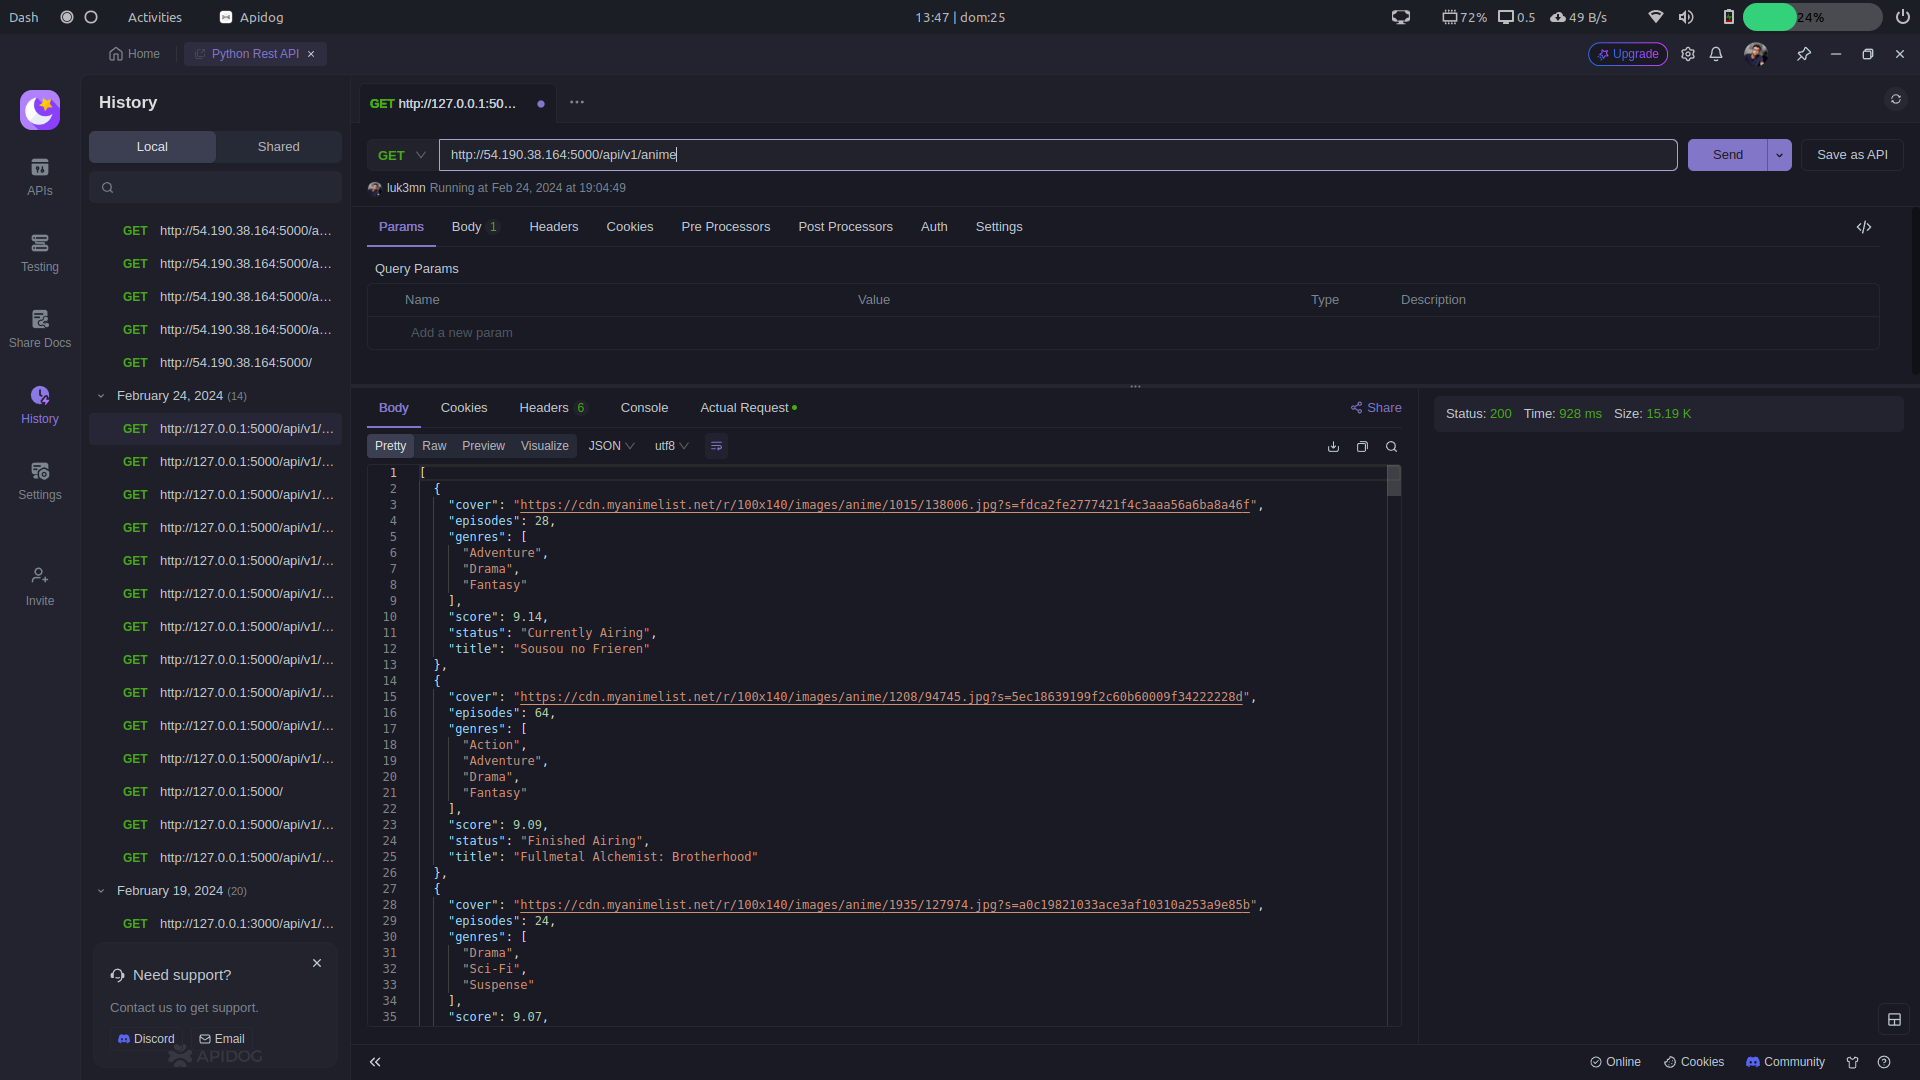 Dash Activities Apidog 13:47 | dom:25 72% 0.5 49 B/s 24%
Home Python Rest API Upgrade
History
GET http://127.0.0.1:50...
Local Shared
GET http://54.190.38.164:5000/api/v1/anime Send Save as API
luk3mn Running at Feb 24, 2024 at 19:04:49
APIs
Testing
Share Docs
History
Settings
Invite
GET http://54.190.38.164:5000/a...
GET http://54.190.38.164:5000/a...
GET http://54.190.38.164:5000/a...
GET http://54.190.38.164:5000/a...
GET http://54.190.38.164:5000/
February 24, 2024 (14)
GET http://127.0.0.1:5000/api/v1/...
GET http://127.0.0.1:5000/api/v1/...
GET http://127.0.0.1:5000/api/v1/...
GET http://127.0.0.1:5000/api/v1/...
GET http://127.0.0.1:5000/api/v1/...
GET http://127.0.0.1:5000/api/v1/...
GET http://127.0.0.1:5000/api/v1/...
GET http://127.0.0.1:5000/api/v1/...
GET http://127.0.0.1:5000/api/v1/...
GET http://127.0.0.1:5000/api/v1/...
GET http://127.0.0.1:5000/api/v1/...
GET http://127.0.0.1:5000/
GET http://127.0.0.1:5000/api/v1/...
GET http://127.0.0.1:5000/api/v1/...
February 19, 2024 (20)
GET http://127.0.0.1:3000/api/v1/...
Need support?
Contact us to get support.
Discord Email
APIDOG
Params Body 1 Headers Cookies Pre Processors Post Processors Auth Settings
Query Params
Name Value Type Description
Add a new param
Body Cookies Headers 6 Console Actual Request Share
Status: 200 Time: 928 ms Size: 15.19 K
Pretty Raw Preview Visualize JSON utf8
1 [
2 {
3 "cover": "https://cdn.myanimelist.net/r/100x140/images/anime/1015/138006.jpg?s=fdca2fe2777421f4c3aaa56a6ba8a46f",
4 "episodes": 28,
5 "genres": [
6 "Adventure",
7 "Drama",
8 "Fantasy"
9 ],
10 "score": 9.14,
11 "status": "Currently Airing",
12 "title": "Sousou no Frieren"
13 },
14 {
15 "cover": "https://cdn.myanimelist.net/r/100x140/images/anime/1208/94745.jpg?s=5ec18639199f2c60b60009f34222228d",
16 "episodes": 64,
17 "genres": [
18 "Action",
19 "Adventure",
20 "Drama",
21 "Fantasy"
22 ],
23 "score": 9.09,
24 "status": "Finished Airing",
25 "title": "Fullmetal Alchemist: Brotherhood"
26 },
27 {
28 "cover": "https://cdn.myanimelist.net/r/100x140/images/anime/1935/127974.jpg?s=a0c19821033ace3af10310a253a9e85b",
29 "episodes": 24,
30 "genres": [
31 "Drama",
32 "Sci-Fi",
33 "Suspense"
34 ],
35 "score": 9.07,
Online Cookies Community